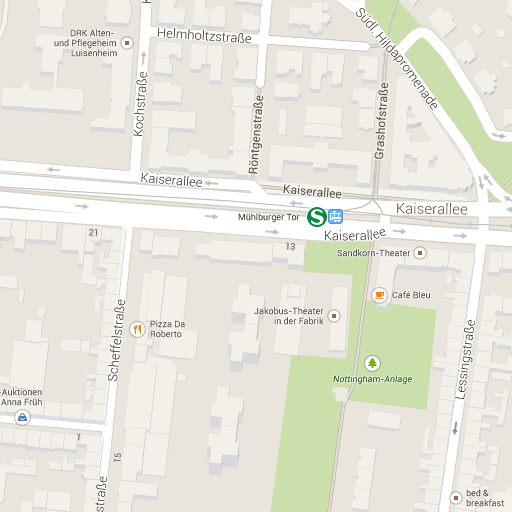 Helmholtzstraße
DRK Alten-
und Pflegeheim
Luisenheim
Südl. Hildapromenade
Kochstraße
Röntgenstraße
Grashofstraße
Kaiserallee
Kaiserallee
Kaiserallee
Mühlburger Tor
S
Kaiserallee
21
13
Sandkorn-Theater
Café Bleu
Jakobus-Theater
in der Fabrik
Pizza Da
Roberto
Scheffelstraße
Lessingstraße
Nottingham-Anlage
-Auktionen
Anna Früh
1
15
straße
bed &
breakfast